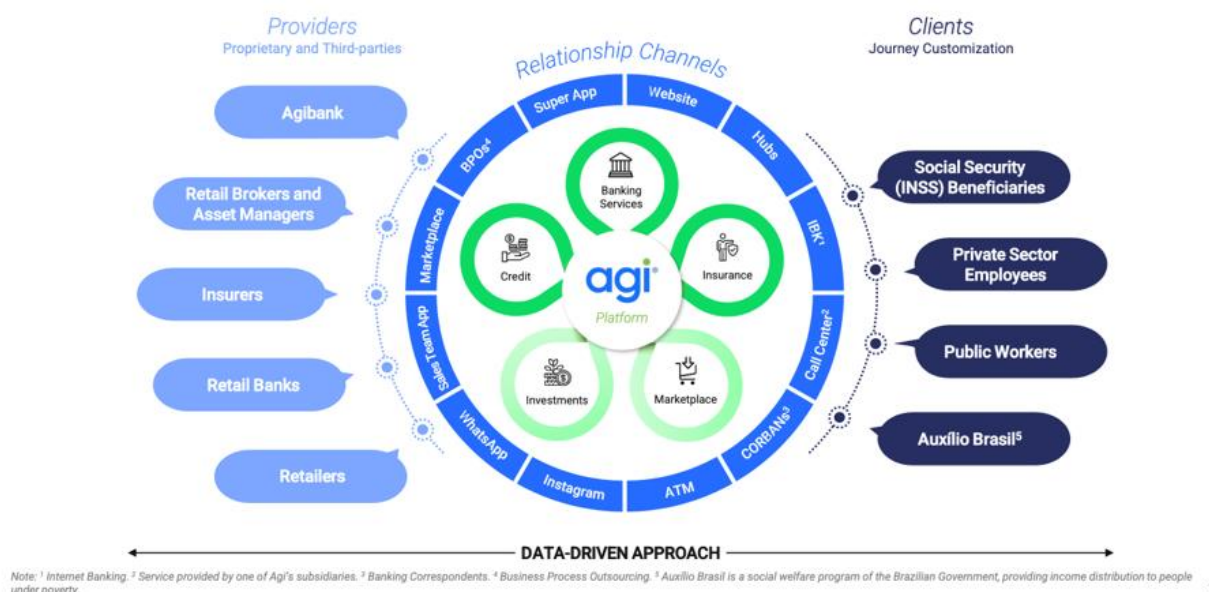 Providers
Proprietary and Third-parties
Agibank
Retail Brokers and
Asset Managers
Insurers
Retail Banks
Retailers
Relationship Channels
Super App
Website
Hubs
IBK¹
Call Center²
CORBANs³
ATM
Instagram
WhatsApp
Sales Team App
Marketplace
BPOs⁴
Banking
Services
Credit
Insurance
agi
Platform
Investments
Marketplace
Clients
Journey Customization
Social Security
(INSS) Beneficiaries
Private Sector
Employees
Public Workers
Auxílio Brasil⁵
DATA-DRIVEN APPROACH
Note: ¹ Internet Banking. ² Service provided by one of Agi's subsidiaries. ³ Banking Correspondents. ⁴ Business Process Outsourcing. ⁵ Auxílio Brasil is a social welfare program of the Brazilian Government, providing income distribution to people
under poverty